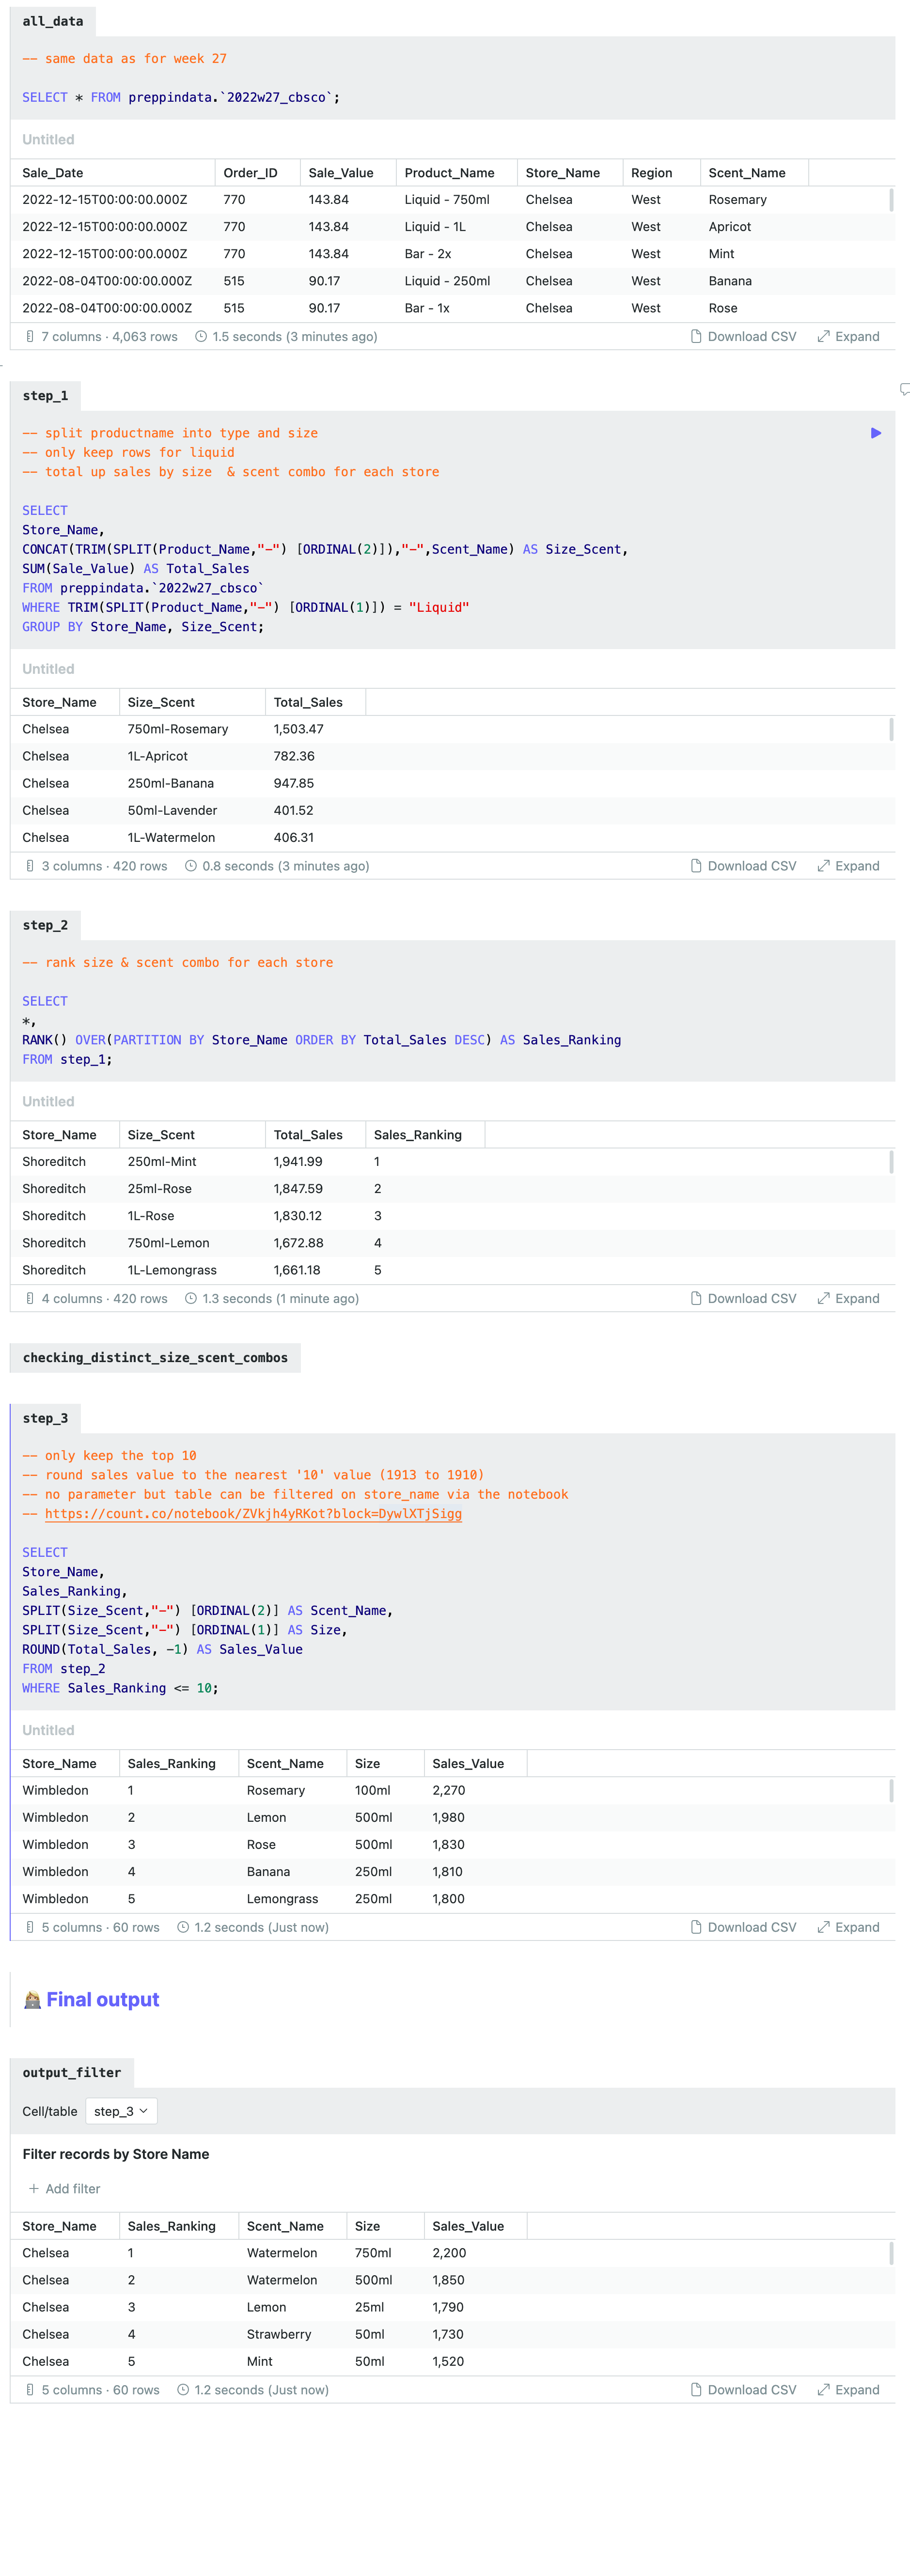 all_data
-- same data as for week 27
SELECT * FROM preppindata.`2022w27_cbsco`;
Untitled
Sale_Date Order_ID Sale_Value Product_Name Store_Name Region Scent_Name
2022-12-15T00:00:00.000Z 770 143.84 Liquid - 750ml Chelsea West Rosemary
2022-12-15T00:00:00.000Z 770 143.84 Liquid - 1L Chelsea West Apricot
2022-12-15T00:00:00.000Z 770 143.84 Bar - 2x Chelsea West Mint
2022-08-04T00:00:00.000Z 515 90.17 Liquid - 250ml Chelsea West Banana
2022-08-04T00:00:00.000Z 515 90.17 Bar - 1x Chelsea West Rose
7 columns · 4,063 rows 1.5 seconds (3 minutes ago) Download CSV Expand
step_1
-- split productname into type and size
-- only keep rows for liquid
-- total up sales by size  & scent combo for each store
SELECT
Store_Name,
CONCAT(TRIM(SPLIT(Product_Name,"-") [ORDINAL(2)]),"-",Scent_Name) AS Size_Scent,
SUM(Sale_Value) AS Total_Sales
FROM preppindata.`2022w27_cbsco`
WHERE TRIM(SPLIT(Product_Name,"-") [ORDINAL(1)]) = "Liquid"
GROUP BY Store_Name, Size_Scent;
Untitled
Store_Name Size_Scent Total_Sales
Chelsea 750ml-Rosemary 1,503.47
Chelsea 1L-Apricot 782.36
Chelsea 250ml-Banana 947.85
Chelsea 50ml-Lavender 401.52
Chelsea 1L-Watermelon 406.31
3 columns · 420 rows 0.8 seconds (3 minutes ago) Download CSV Expand
step_2
-- rank size & scent combo for each store
SELECT
*,
RANK() OVER(PARTITION BY Store_Name ORDER BY Total_Sales DESC) AS Sales_Ranking
FROM step_1;
Untitled
Store_Name Size_Scent Total_Sales Sales_Ranking
Shoreditch 250ml-Mint 1,941.99 1
Shoreditch 25ml-Rose 1,847.59 2
Shoreditch 1L-Rose 1,830.12 3
Shoreditch 750ml-Lemon 1,672.88 4
Shoreditch 1L-Lemongrass 1,661.18 5
4 columns · 420 rows 1.3 seconds (1 minute ago) Download CSV Expand
checking_distinct_size_scent_combos
step_3
-- only keep the top 10
-- round sales value to the nearest '10' value (1913 to 1910)
-- no parameter but table can be filtered on store_name via the notebook
-- https://count.co/notebook/ZVkjh4yRKot?block=DywlXTjSigg
SELECT
Store_Name,
Sales_Ranking,
SPLIT(Size_Scent,"-") [ORDINAL(2)] AS Scent_Name,
SPLIT(Size_Scent,"-") [ORDINAL(1)] AS Size,
ROUND(Total_Sales, -1) AS Sales_Value
FROM step_2
WHERE Sales_Ranking <= 10;
Untitled
Store_Name Sales_Ranking Scent_Name Size Sales_Value
Wimbledon 1 Rosemary 100ml 2,270
Wimbledon 2 Lemon 500ml 1,980
Wimbledon 3 Rose 500ml 1,830
Wimbledon 4 Banana 250ml 1,810
Wimbledon 5 Lemongrass 250ml 1,800
5 columns · 60 rows 1.2 seconds (Just now) Download CSV Expand
Final output
output_filter
Cell/table step_3
Filter records by Store Name
+ Add filter
Store_Name Sales_Ranking Scent_Name Size Sales_Value
Chelsea 1 Watermelon 750ml 2,200
Chelsea 2 Watermelon 500ml 1,850
Chelsea 3 Lemon 25ml 1,790
Chelsea 4 Strawberry 50ml 1,730
Chelsea 5 Mint 50ml 1,520
5 columns · 60 rows 1.2 seconds (Just now) Download CSV Expand